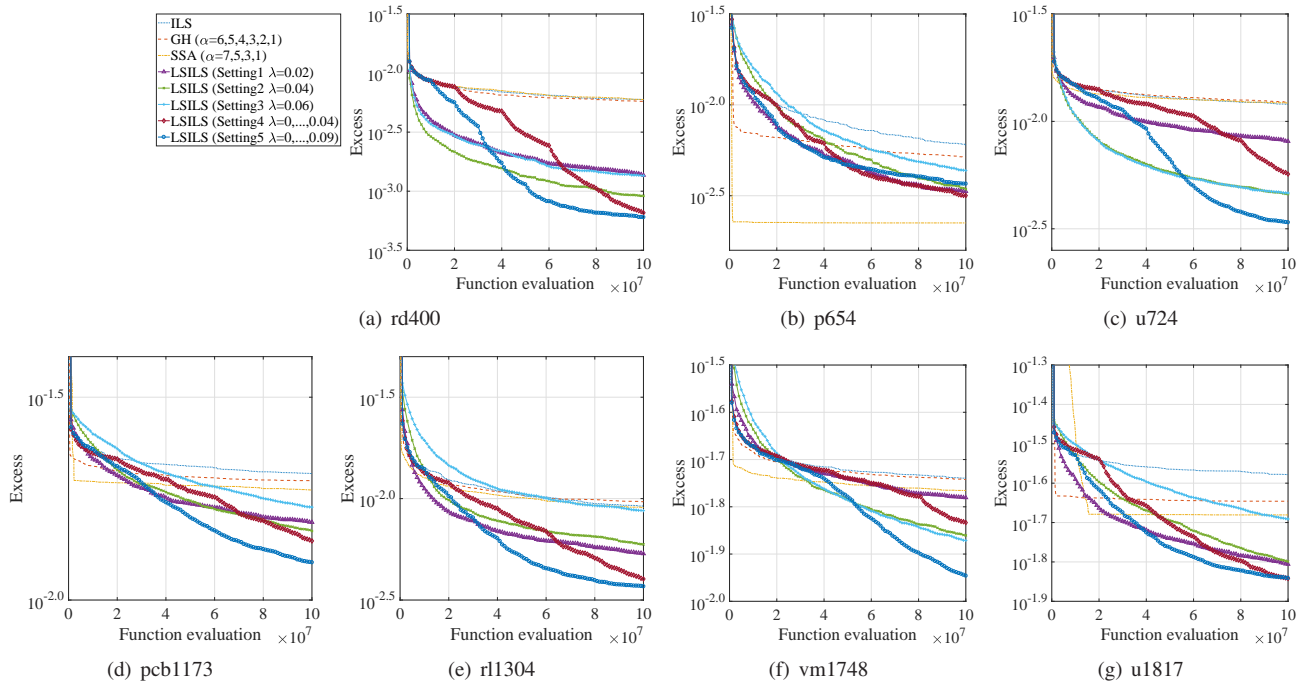 ILS
GH (α=6,5,4,3,2,1)
SSA (α=7,5,3,1)
LSILS (Setting1 λ=0.02)
LSILS (Setting2 λ=0.04)
LSILS (Setting3 λ=0.06)
LSILS (Setting4 λ=0,...,0.04)
LSILS (Setting5 λ=0,...,0.09)
Excess
10^-1.5
10^-2.0
10^-2.5
10^-3.0
10^-3.5
0 2 4 6 8 10
Function evaluation ×10^7
(a) rd400
Excess
10^-2.0
10^-2.5
0 2 4 6 8 10
Function evaluation ×10^7
(b) p654
Excess
10^-1.5
10^-2.0
10^-2.5
0 2 4 6 8 10
Function evaluation ×10^7
(c) u724
Excess
10^-1.5
10^-2.0
0 2 4 6 8 10
Function evaluation ×10^7
(d) pcb1173
Excess
10^-1.5
10^-2.0
10^-2.5
0 2 4 6 8 10
Function evaluation ×10^7
(e) rl1304
Excess
10^-1.5
10^-1.6
10^-1.7
10^-1.8
10^-1.9
10^-2.0
0 2 4 6 8 10
Function evaluation ×10^7
(f) vm1748
Excess
10^-1.3
10^-1.4
10^-1.5
10^-1.6
10^-1.7
10^-1.8
10^-1.9
0 2 4 6 8 10
Function evaluation ×10^7
(g) u1817